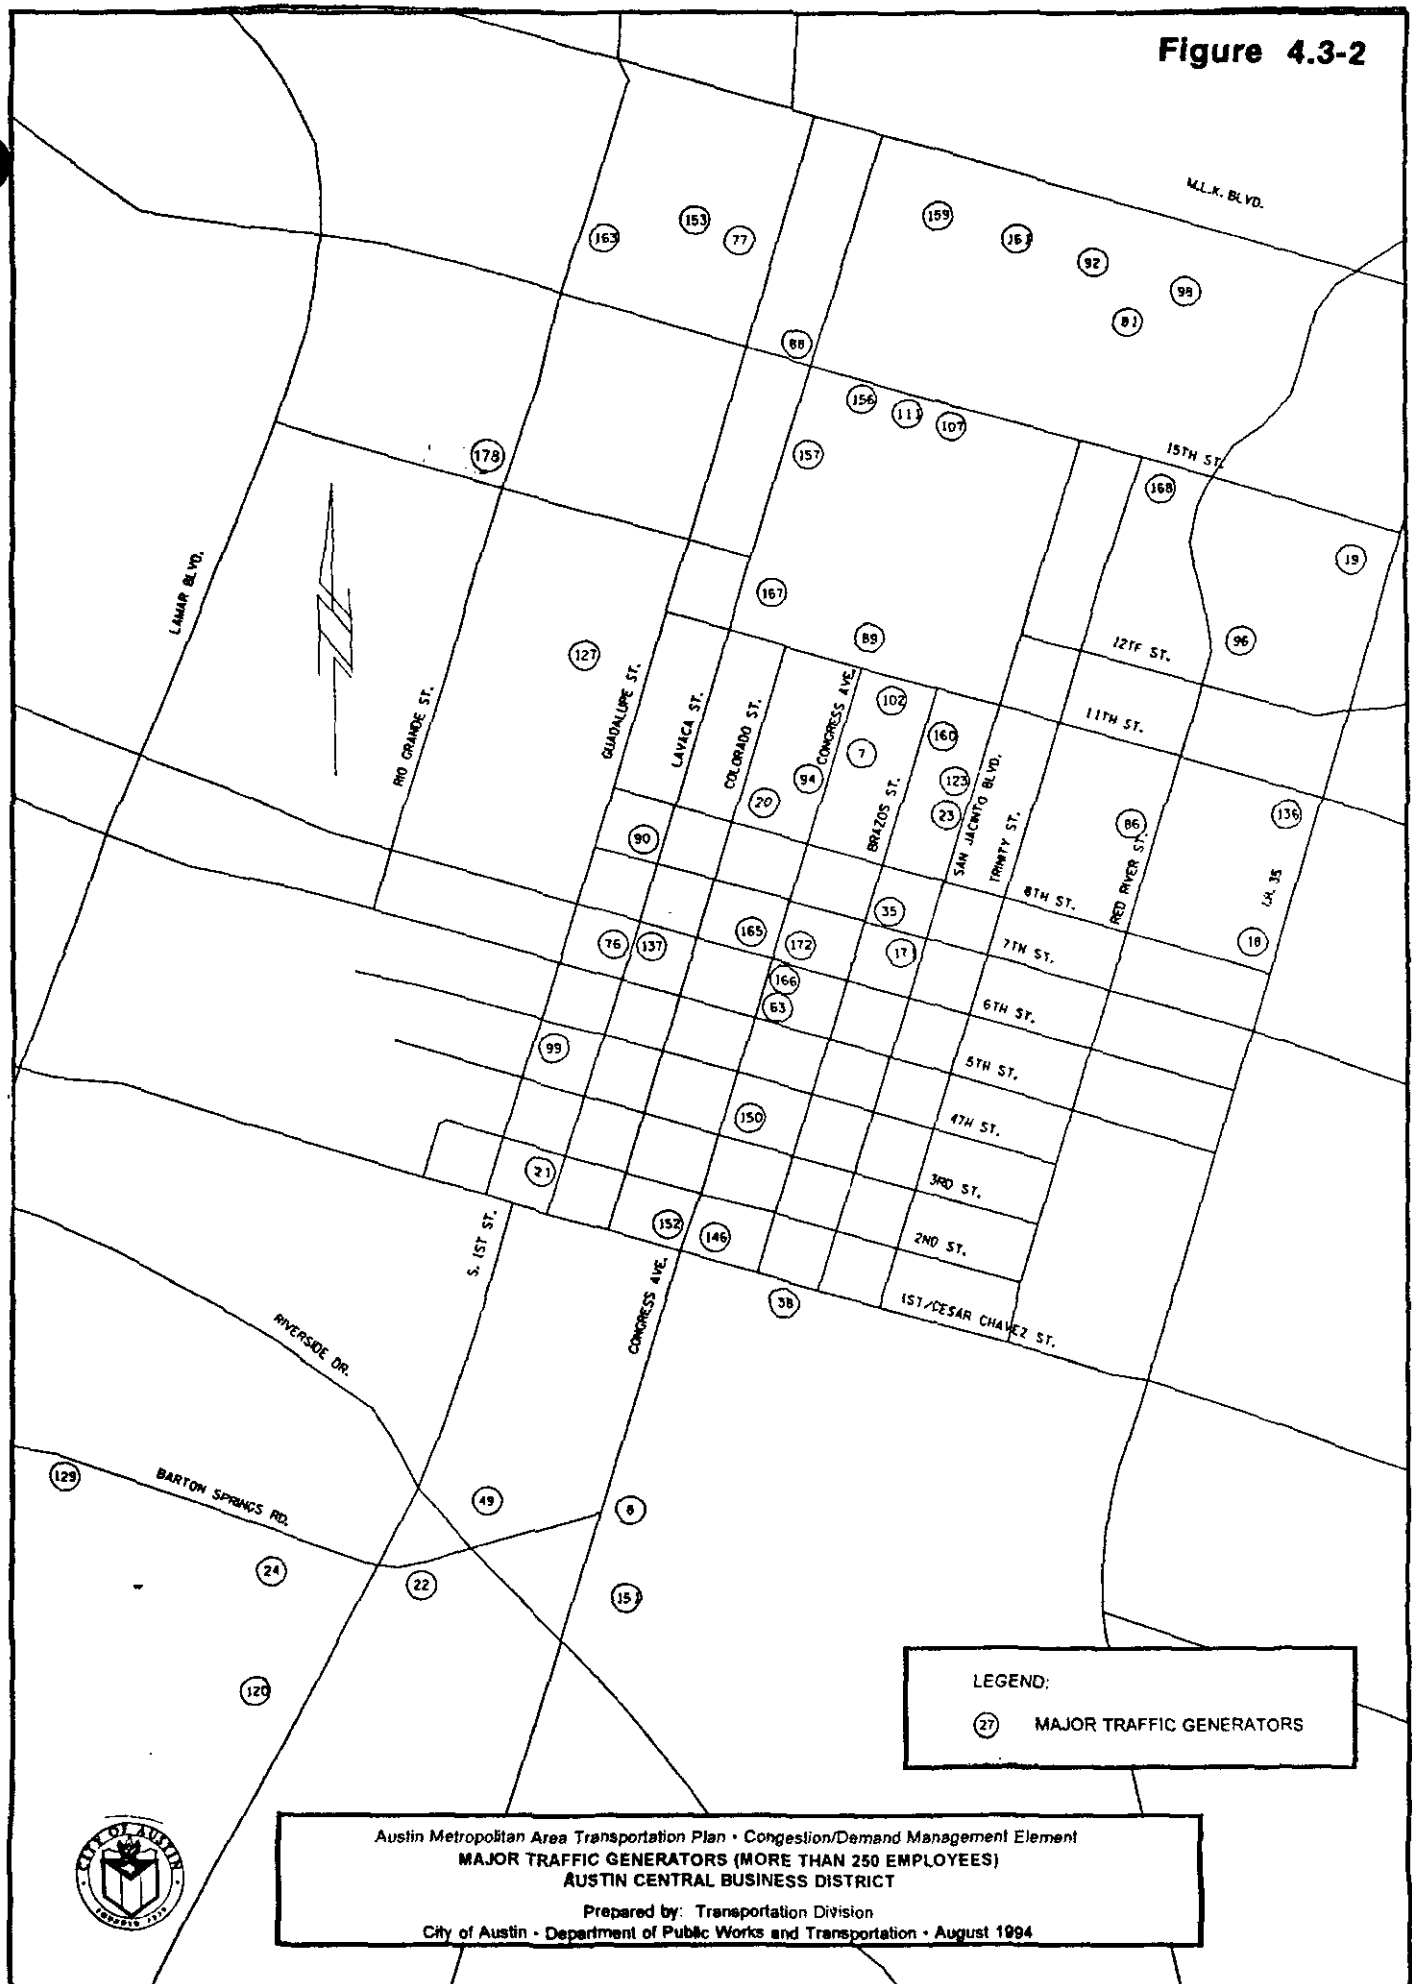 Figure 4.3-2
M.L.K. BLVD.
163
153
77
159
161
92
98
81
88
156
111
107
157
15TH ST.
178
168
19
LAMAR BLVD.
167
89
96
127
12TF ST.
RIO GRANDE ST.
GUADALUPE ST.
LAVACA ST.
COLORADO ST.
CONGRESS AVE.
102
11TH ST.
160
7
94
123
20
23
BRAZOS ST.
SAN JACINTO BLVD.
TRINITY ST.
86
RED RIVER ST.
136
I.H. 35
90
8TH ST.
35
165
172
171
76
137
7TH ST.
18
166
63
6TH ST.
99
5TH ST.
150
4TH ST.
21
3RD ST.
152
146
2ND ST.
S. 1ST ST.
CONGRESS AVE.
38
1ST/CESAR CHAVEZ ST.
RIVERSIDE DR.
129
BARTON SPRINGS RD.
49
8
24
22
151
120
LEGEND:
27 MAJOR TRAFFIC GENERATORS
CITY OF AUSTIN
Austin Metropolitan Area Transportation Plan • Congestion/Demand Management Element
MAJOR TRAFFIC GENERATORS (MORE THAN 250 EMPLOYEES)
AUSTIN CENTRAL BUSINESS DISTRICT
Prepared by: Transportation Division
City of Austin • Department of Public Works and Transportation • August 1994